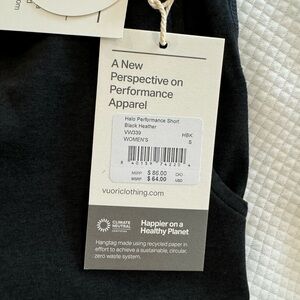 A New
Perspective on
Performance
Apparel
Halo Performance Short
Black Heather
VW339 HBK
WOMEN'S S
MSRP $ 86.00 CAD
MSRP $ 64.00 USD
vuoriclothing.com
CLIMATE
NEUTRAL
CERTIFIED
Happier on a
Healthy Planet
Hangtag made using recycled paper in
effort to achieve a sustainable, circular,
zero waste system.